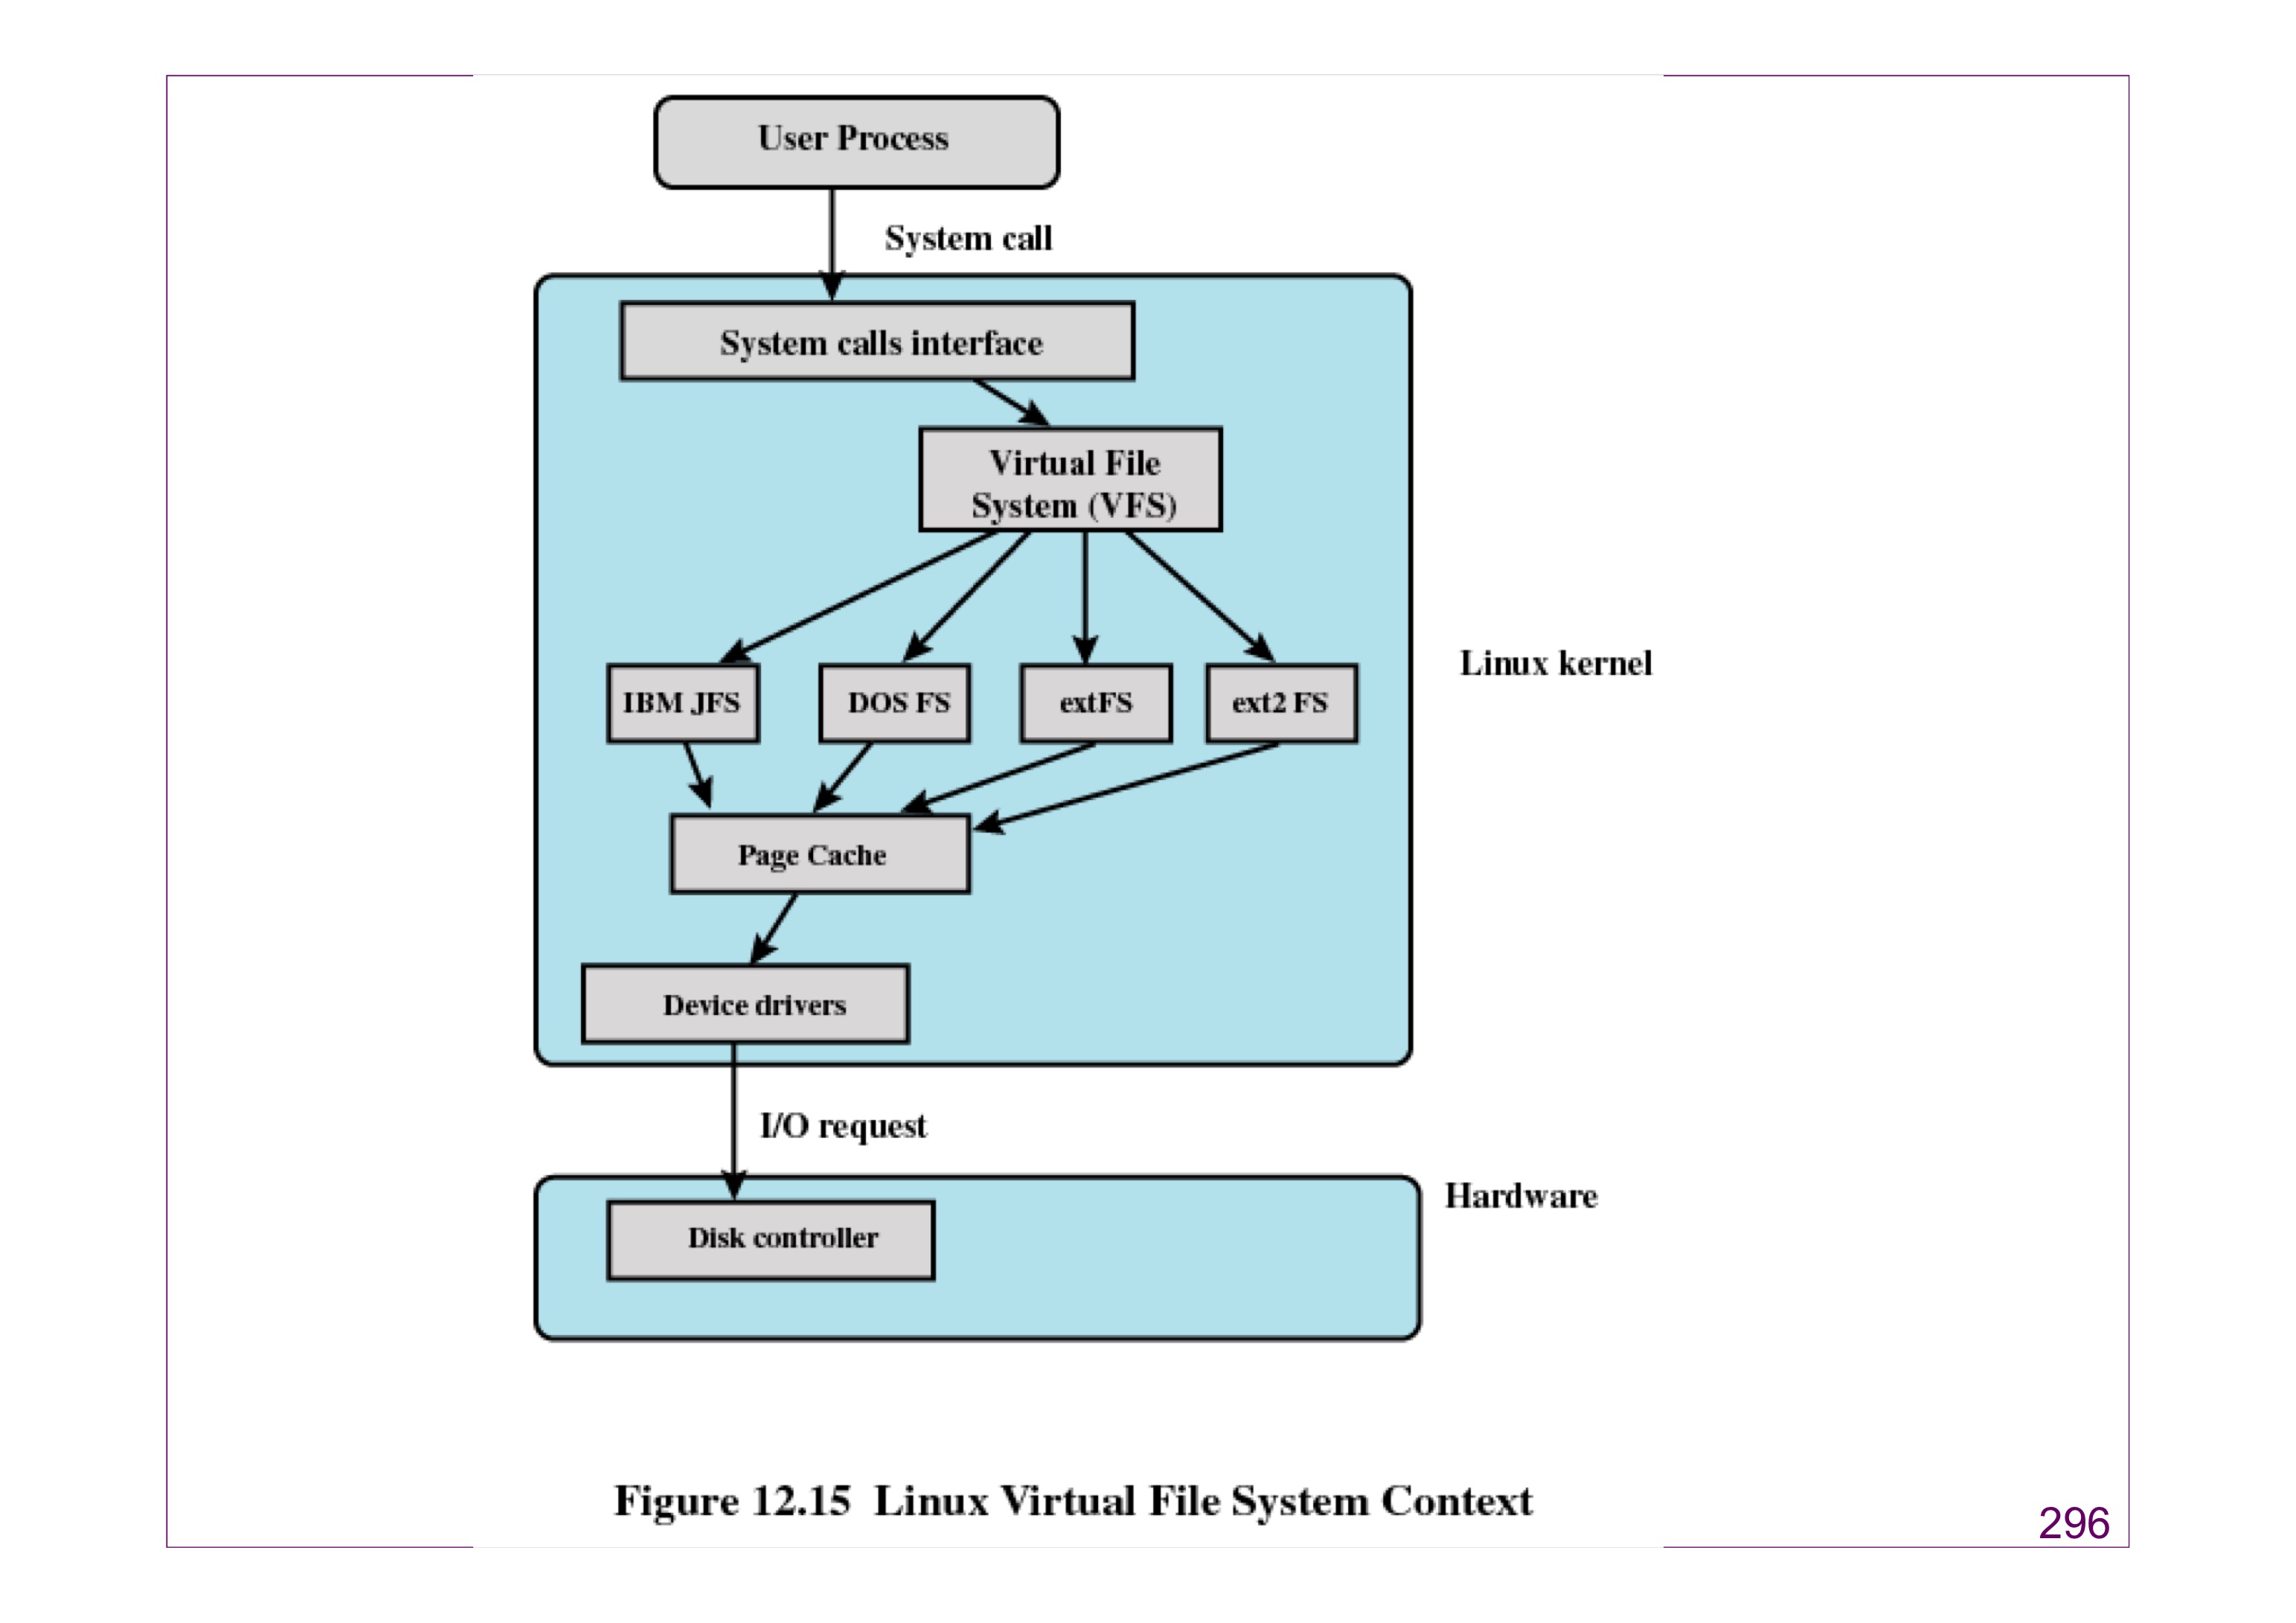 User Process
System call
System calls interface
Virtual File
System (VFS)
Linux kernel
IBM JFS
DOS FS
extFS
ext2 FS
Page Cache
Device drivers
I/O request
Hardware
Disk controller
Figure 12.15 Linux Virtual File System Context
296